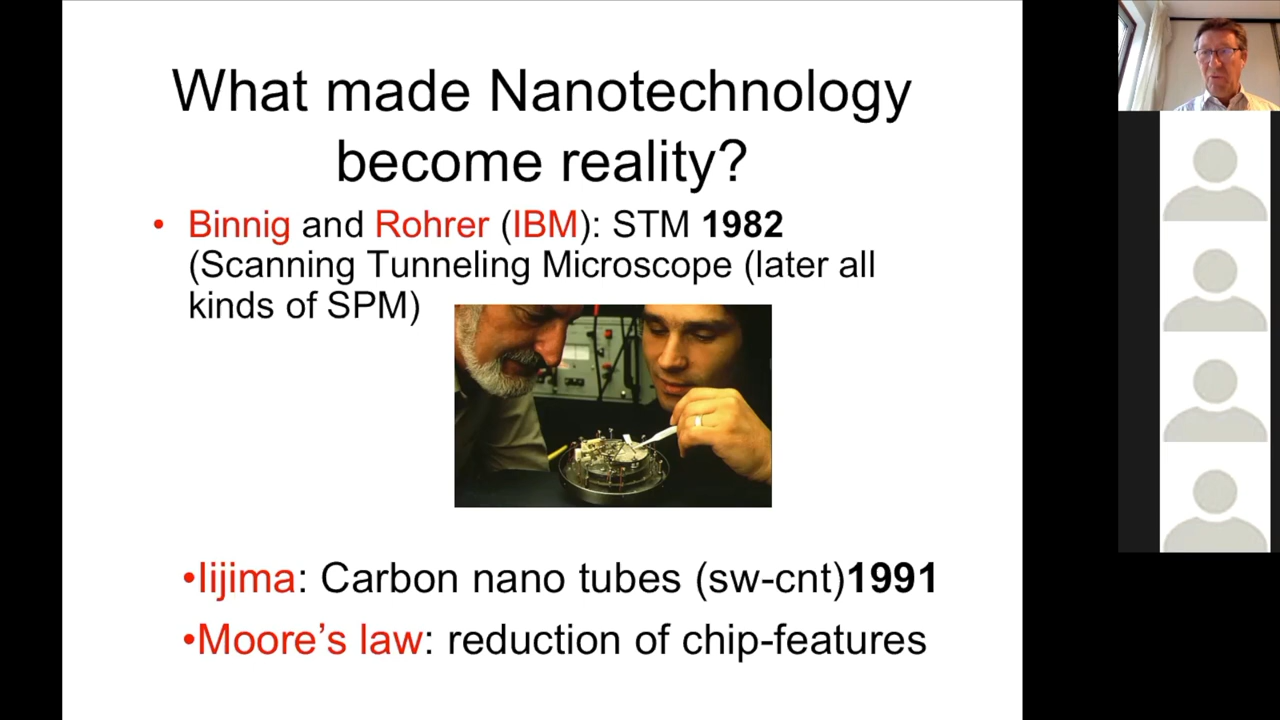 What made Nanotechnology
become reality?
• Binnig and Rohrer (IBM): STM 1982
(Scanning Tunneling Microscope (later all
kinds of SPM)
•Iijima: Carbon nano tubes (sw-cnt)1991
•Moore’s law: reduction of chip-features